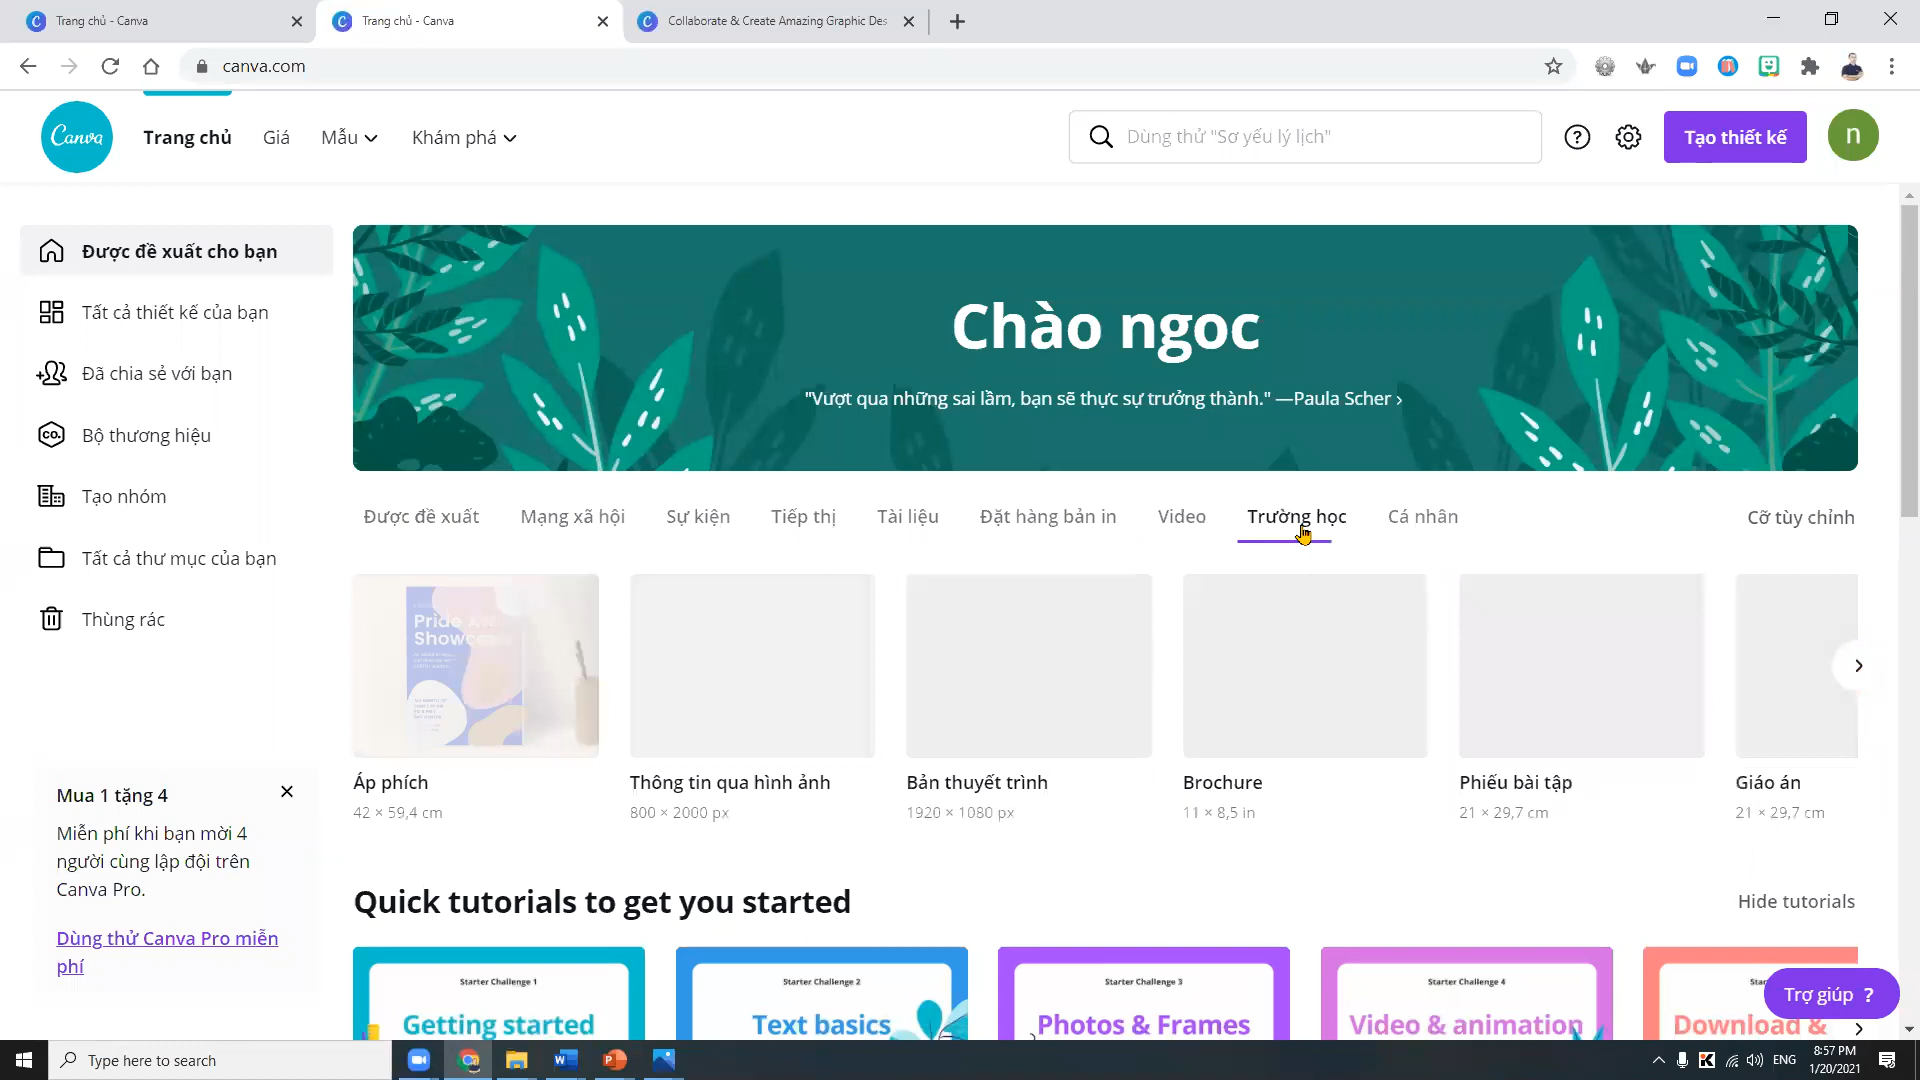 Trang chủ - Canva
Trang chủ - Canva
Collaborate & Create Amazing Graphic Des
canva.com
Canva
Trang chủ
Giá
Mẫu
Khám phá
Dùng thử "Sơ yếu lý lịch"
Tạo thiết kế
n
Được đề xuất cho bạn
Tất cả thiết kế của bạn
Đã chia sẻ với bạn
CO.
Bộ thương hiệu
Tạo nhóm
Tất cả thư mục của bạn
Thùng rác
Chào ngoc
"Vượt qua những sai lầm, bạn sẽ thực sự trưởng thành." —Paula Scher ›
Được đề xuất
Mạng xã hội
Sự kiện
Tiếp thị
Tài liệu
Đặt hàng bản in
Video
Trường học
Cá nhân
Cỡ tùy chỉnh
Pride
Áp phích
42 × 59,4 cm
Thông tin qua hình ảnh
800 × 2000 px
Bản thuyết trình
1920 × 1080 px
Brochure
11 × 8,5 in
Phiếu bài tập
21 × 29,7 cm
Giáo án
21 × 29,7 cm
Mua 1 tặng 4
Miễn phí khi bạn mời 4
người cùng lập đội trên
Canva Pro.
Dùng thử Canva Pro miễn
phí
Quick tutorials to get you started
Hide tutorials
Starter Challenge 1
Getting started
Starter Challenge 2
Text basics
Starter Challenge 3
Photos & Frames
Starter Challenge 4
Video & animation
Download &
Trợ giúp ?
Type here to search
ENG
8:57 PM
1/20/2021